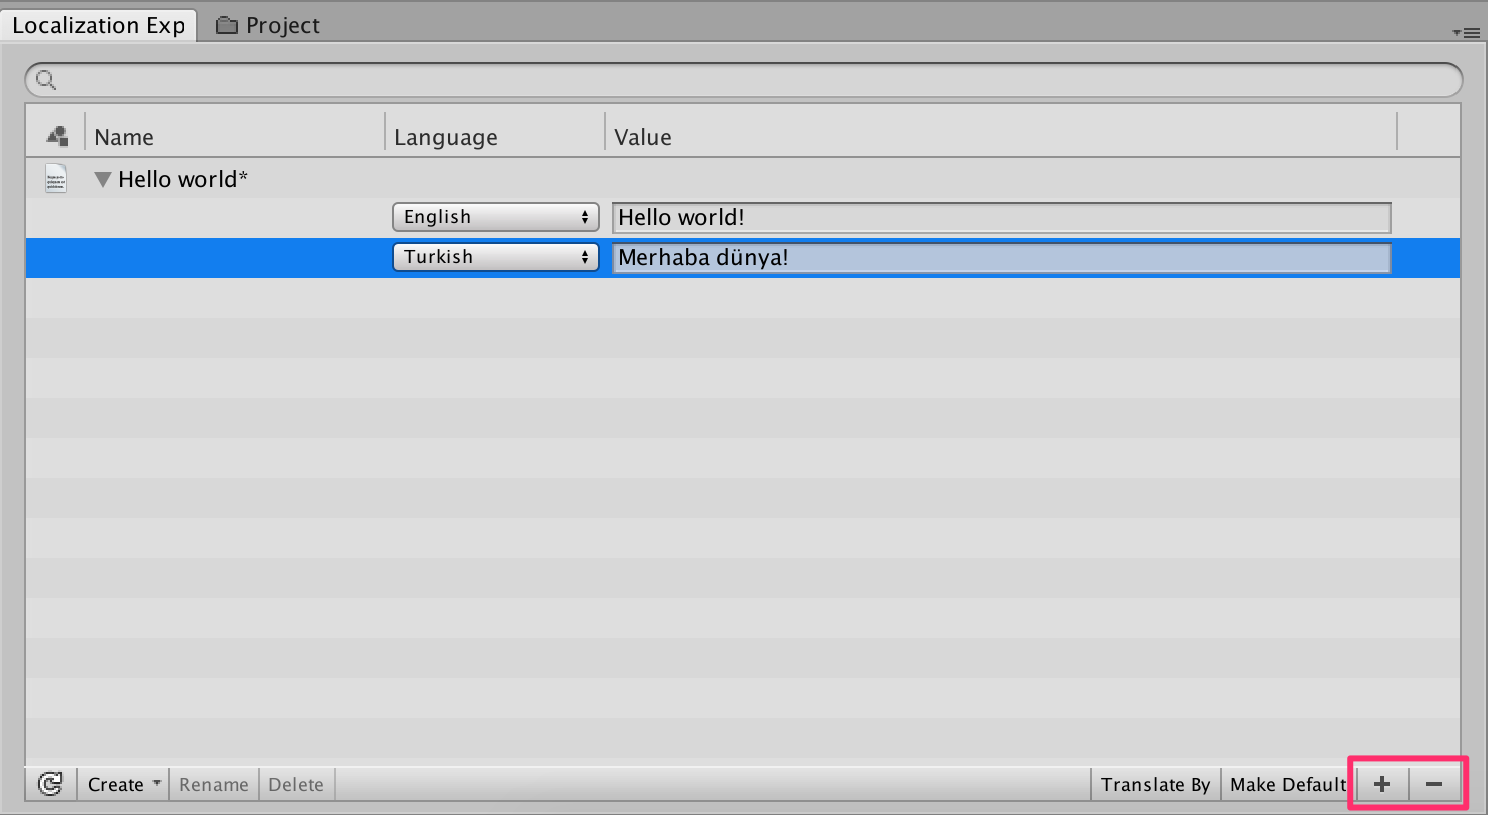 Localization Exp Project
Name Language Value
Hello world*
English Hello world!
Turkish Merhaba dünya!
Create Rename Delete Translate By Make Default + −